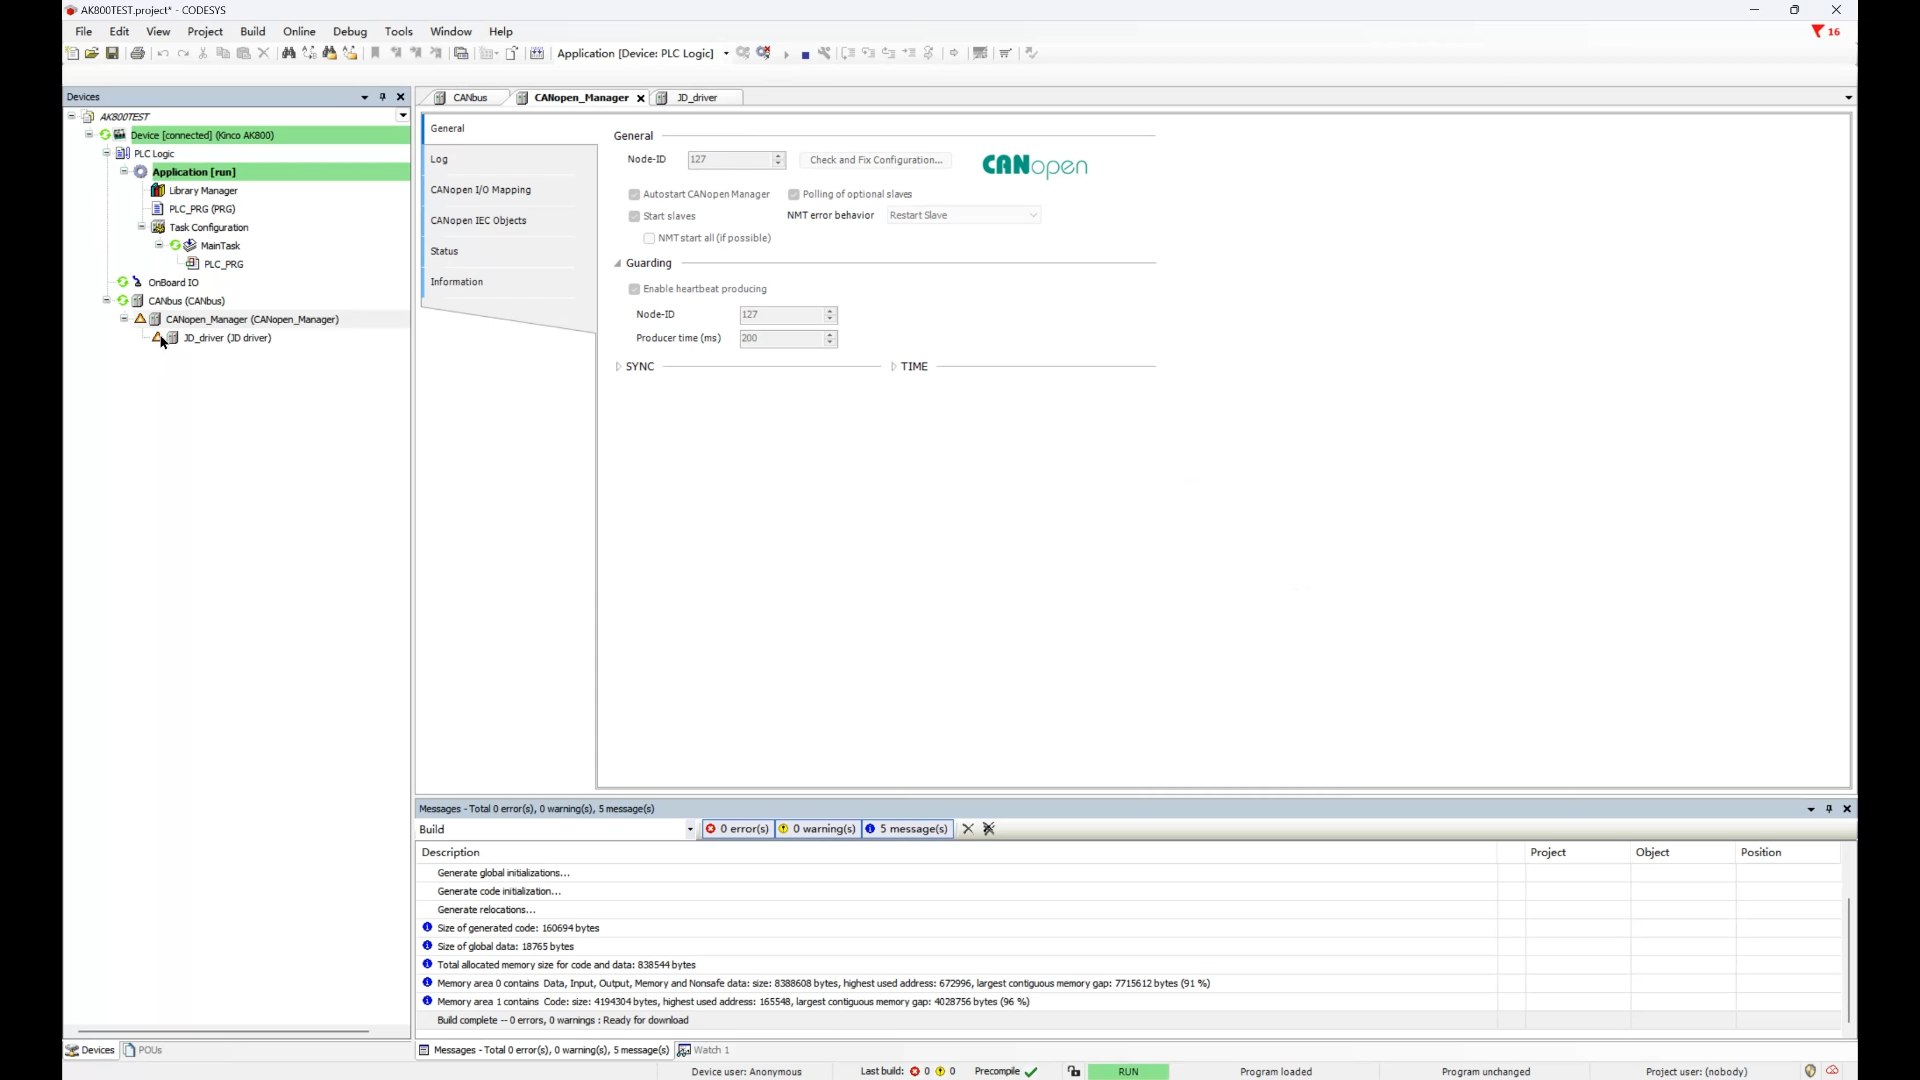 AK800TEST.project* - CODESYS
File Edit View Project Build Online Debug Tools Window Help
16
Application [Device: PLC Logic]
Devices
AK800TEST
Device [connected] (Kinco AK800)
PLC Logic
Application [run]
Library Manager
PLC_PRG (PRG)
Task Configuration
MainTask
PLC_PRG
OnBoard IO
CANbus (CANbus)
CANopen_Manager (CANopen_Manager)
JD_driver (JD driver)
Devices POUs
CANbus CANopen_Manager JD_driver
General
Log
CANopen I/O Mapping
CANopen IEC Objects
Status
Information
General
Node-ID 127 Check and Fix Configuration... CANopen
Autostart CANopen Manager Polling of optional slaves
Start slaves NMT error behavior Restart Slave
NMT start all (if possible)
Guarding
Enable heartbeat producing
Node-ID 127
Producer time (ms) 200
SYNC TIME
Messages - Total 0 error(s), 0 warning(s), 5 message(s)
Build 0 error(s) 0 warning(s) 5 message(s)
Description Project Object Position
Generate global initializations...
Generate code initialization...
Generate relocations...
Size of generated code: 160694 bytes
Size of global data: 18765 bytes
Total allocated memory size for code and data: 838544 bytes
Memory area 0 contains Data, Input, Output, Memory and Nonsafe data: size: 8388608 bytes, highest used address: 672996, largest contiguous memory gap: 7715612 bytes (91 %)
Memory area 1 contains Code: size: 4194304 bytes, highest used address: 165548, largest contiguous memory gap: 4028756 bytes (96 %)
Build complete -- 0 errors, 0 warnings : Ready for download
Messages - Total 0 error(s), 0 warning(s), 5 message(s) Watch 1
Device user: Anonymous Last build: 0 0 Precompile RUN Program loaded Program unchanged Project user: (nobody)